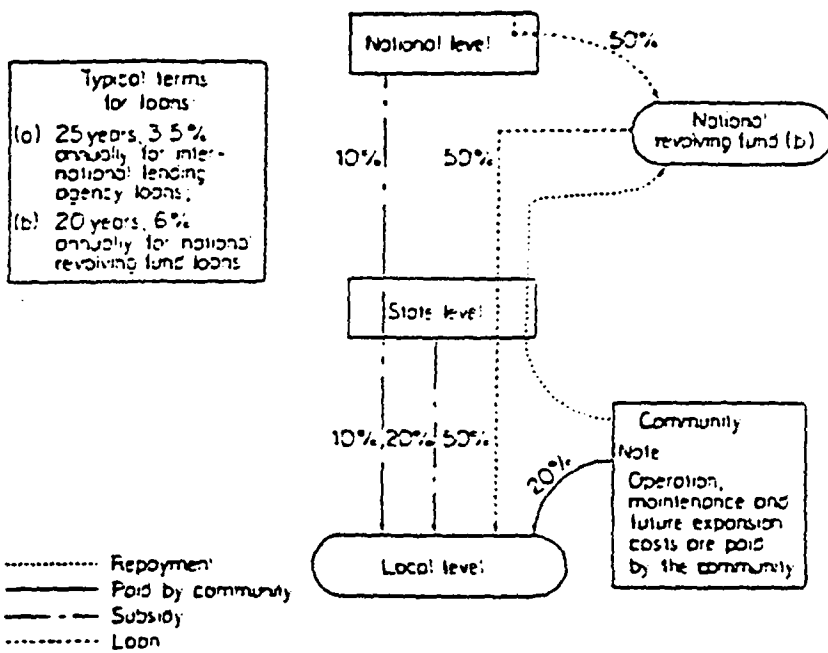 National level
50%
Typical terms
for loans:
(a) 25 years, 3.5%
annually for inter-
national lending
agency loans;
(b) 20 years, 6%
annually for national
revolving fund loans
National
revolving fund (b)
10%
50%
State level
10%
20%
50%
20%
Community
Note
Operation,
maintenance and
future expansion
costs are paid
by the community
Local level
Repayment
Paid by community
Subsidy
Loan